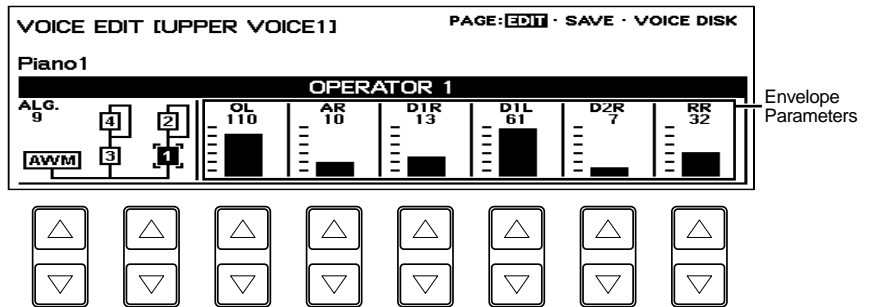 VOICE EDIT [UPPER VOICE1]
PAGE: EDIT · SAVE · VOICE DISK
Piano1
OPERATOR 1
ALG.
9
4
2
AWM
3
1
OL
110
AR
10
D1R
13
D1L
61
D2R
7
RR
32
Envelope
Parameters